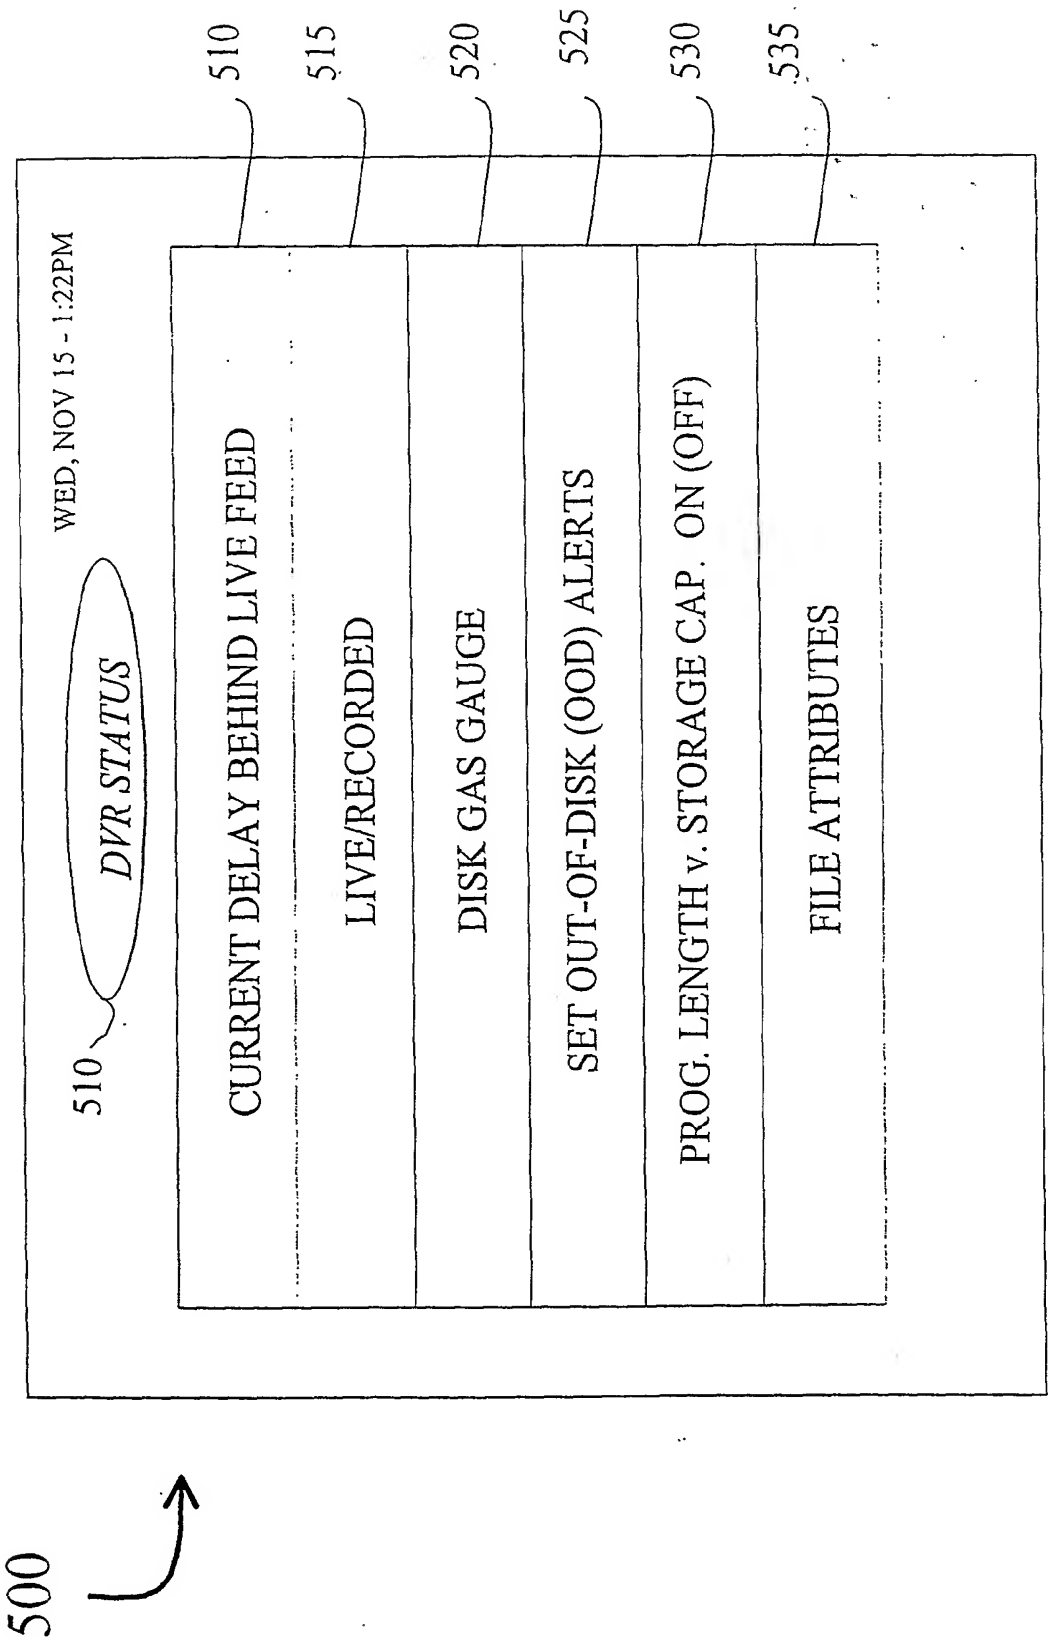 500
510
DVR STATUS
WED, NOV 15 - 1:22PM
CURRENT DELAY BEHIND LIVE FEED
510
LIVE/RECORDED
515
DISK GAS GAUGE
520
SET OUT-OF-DISK (OOD) ALERTS
525
PROG. LENGTH v. STORAGE CAP. ON (OFF)
530
FILE ATTRIBUTES
535